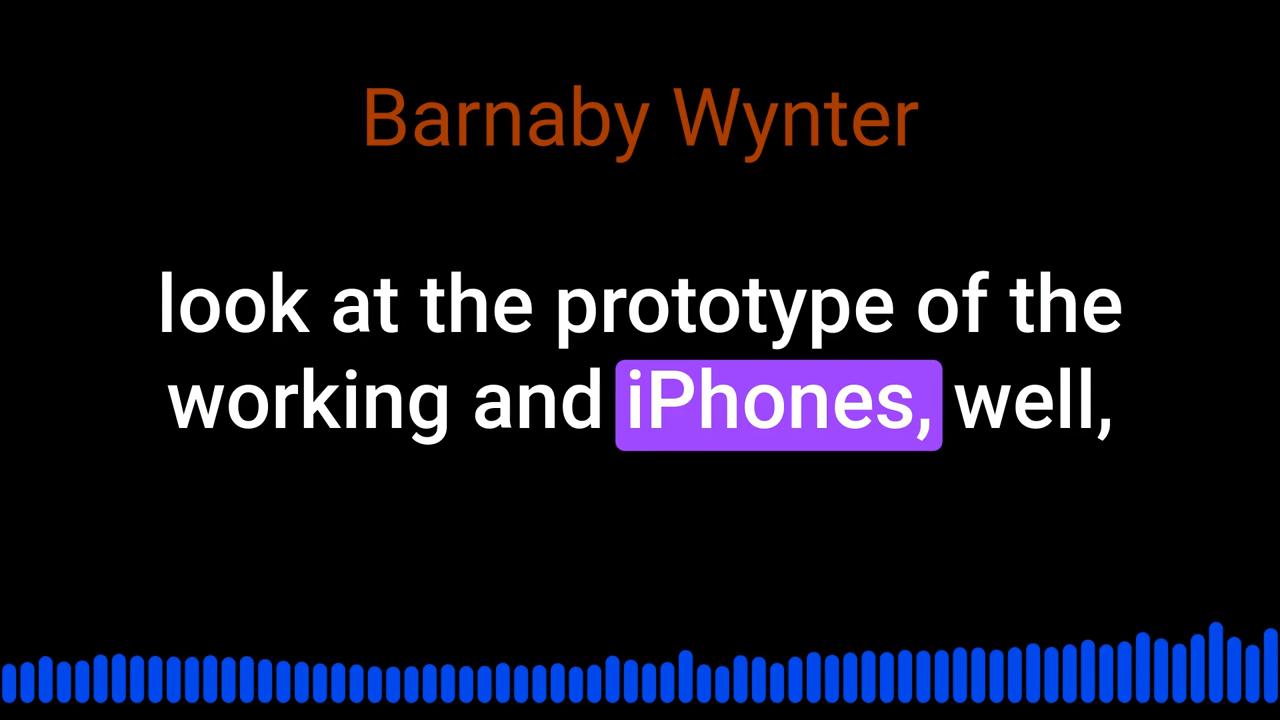 Barnaby Wynter
look at the prototype of the
working and iPhones, well,